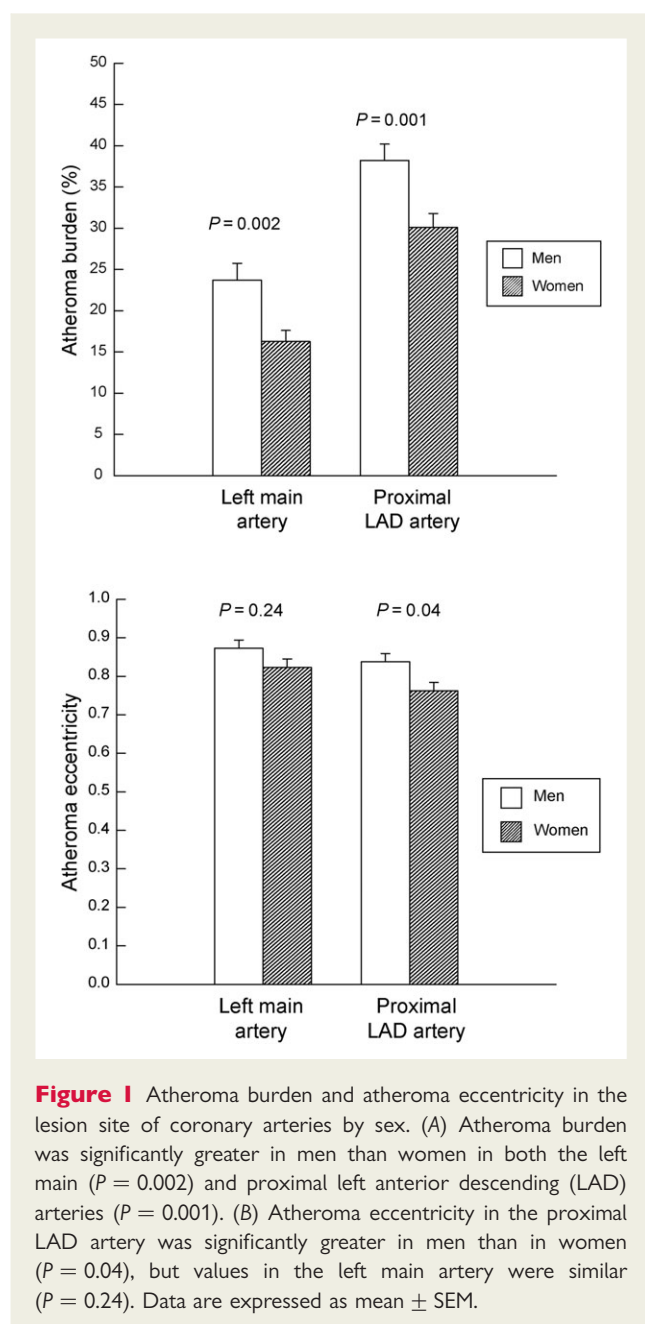 50
45
40
35
30
25
20
15
10
5
0
Atheroma burden (%)
P = 0.002
P = 0.001
Men
Women
Left main
artery
Proximal
LAD artery
1.0
0.9
0.8
0.7
0.6
0.5
0.4
0.3
0.2
0.1
0.0
Atheroma eccentricity
P = 0.24
P = 0.04
Men
Women
Left main
artery
Proximal
LAD artery
Figure 1 Atheroma burden and atheroma eccentricity in the
lesion site of coronary arteries by sex. (A) Atheroma burden
was significantly greater in men than women in both the left
main (P = 0.002) and proximal left anterior descending (LAD)
arteries (P = 0.001). (B) Atheroma eccentricity in the proximal
LAD artery was significantly greater in men than in women
(P = 0.04), but values in the left main artery were similar
(P = 0.24). Data are expressed as mean ± SEM.